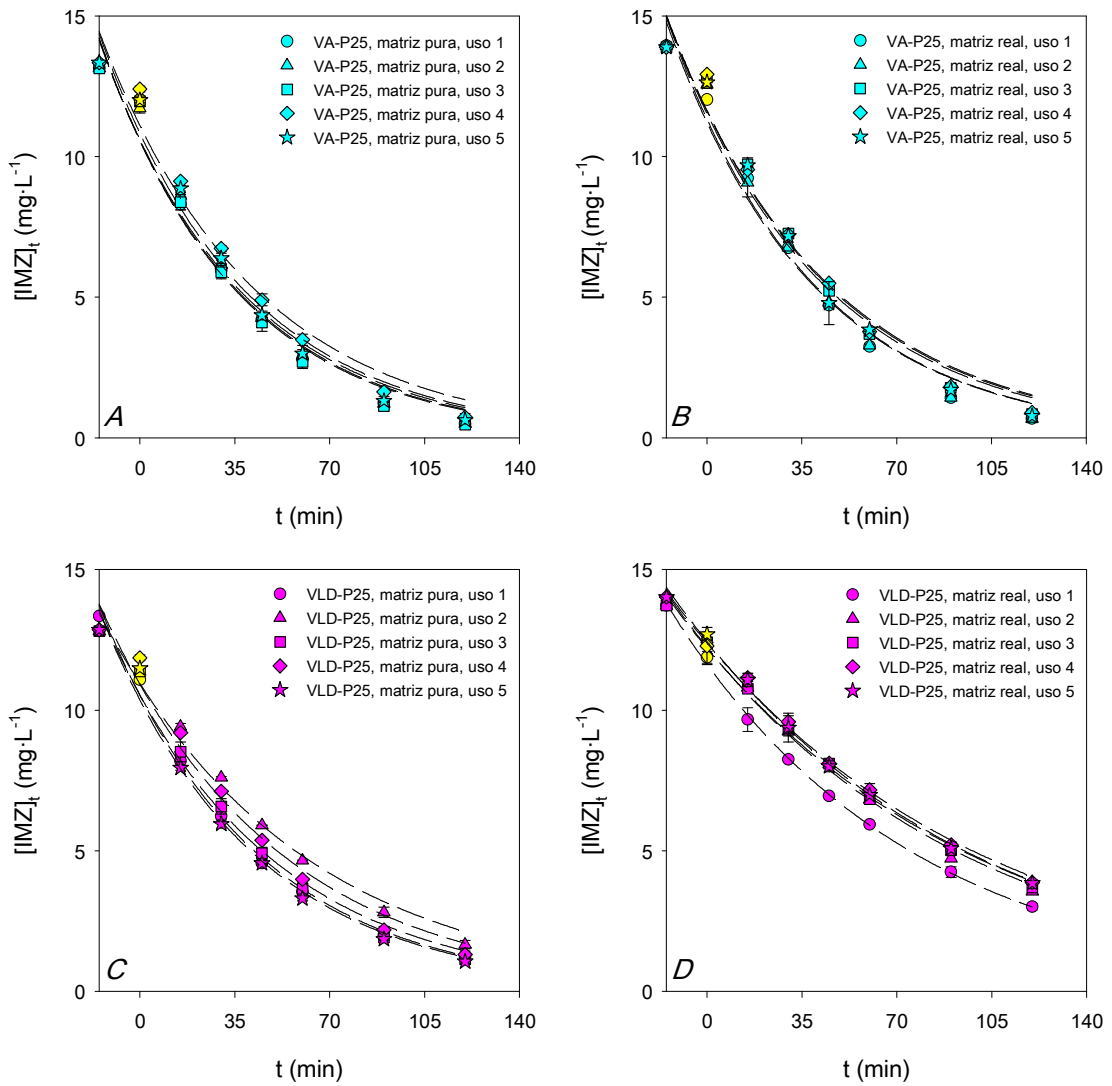 15
10
5
0
[IMZ]t (mg·L-1)
VA-P25, matriz pura, uso 1
VA-P25, matriz pura, uso 2
VA-P25, matriz pura, uso 3
VA-P25, matriz pura, uso 4
VA-P25, matriz pura, uso 5
A
0 35 70 105 140
t (min)
15
10
5
0
[IMZ]t (mg·L-1)
VA-P25, matriz real, uso 1
VA-P25, matriz real, uso 2
VA-P25, matriz real, uso 3
VA-P25, matriz real, uso 4
VA-P25, matriz real, uso 5
B
0 35 70 105 140
t (min)
15
10
5
0
[IMZ]t (mg·L-1)
VLD-P25, matriz pura, uso 1
VLD-P25, matriz pura, uso 2
VLD-P25, matriz pura, uso 3
VLD-P25, matriz pura, uso 4
VLD-P25, matriz pura, uso 5
C
0 35 70 105 140
t (min)
15
10
5
0
[IMZ]t (mg·L-1)
VLD-P25, matriz real, uso 1
VLD-P25, matriz real, uso 2
VLD-P25, matriz real, uso 3
VLD-P25, matriz real, uso 4
VLD-P25, matriz real, uso 5
D
0 35 70 105 140
t (min)